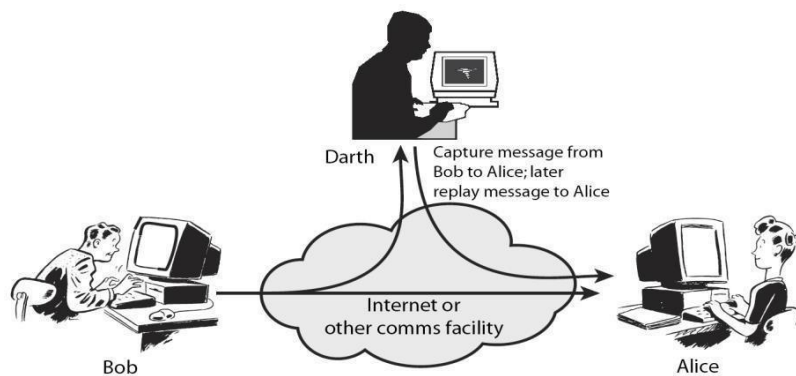 Darth
Capture message from
Bob to Alice; later
replay message to Alice
Internet or
other comms facility
Bob
Alice